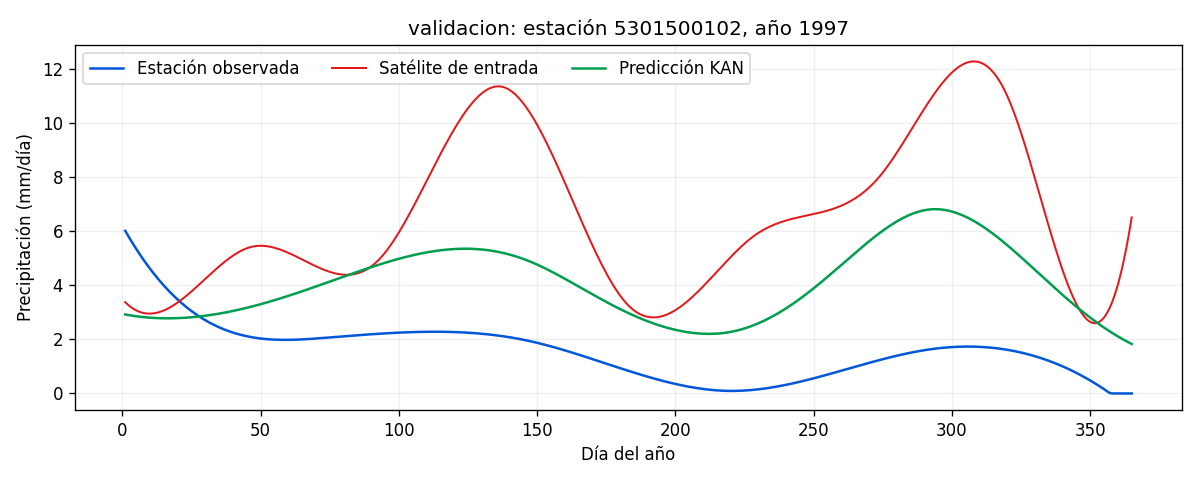 validacion: estación 5301500102, año 1997
Estación observada Satélite de entrada Predicción KAN
Precipitación (mm/día)
12
10
8
6
4
2
0
0 50 100 150 200 250 300 350
Día del año